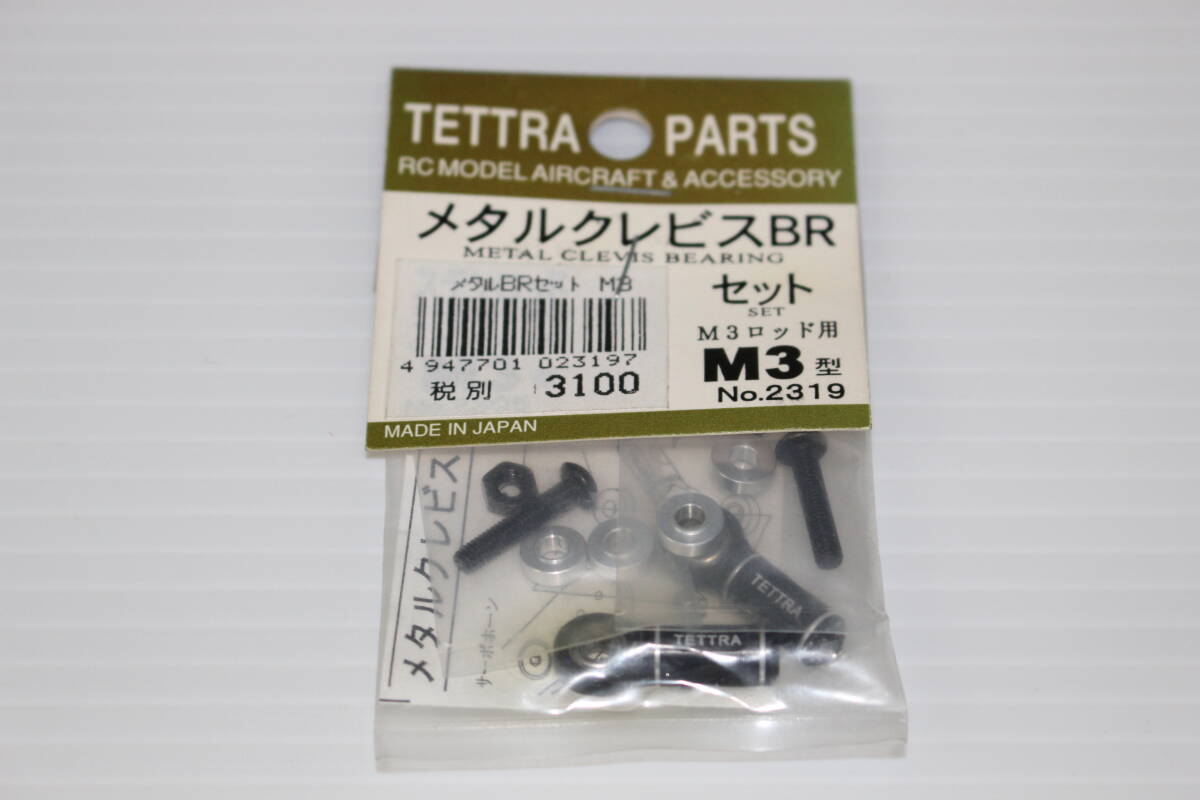 TETTRA PARTS
RC MODEL AIRCRAFT & ACCESSORY
メタルクレビスBR
METAL CLEVIS BEARING
セット
SET
M3ロッド用
M3型
No.2319
メタルBRセット M3
4 947701 023197
税別 3100
MADE IN JAPAN
メタルクレビス
サーボホーン
a
TETTRA
TETTRA